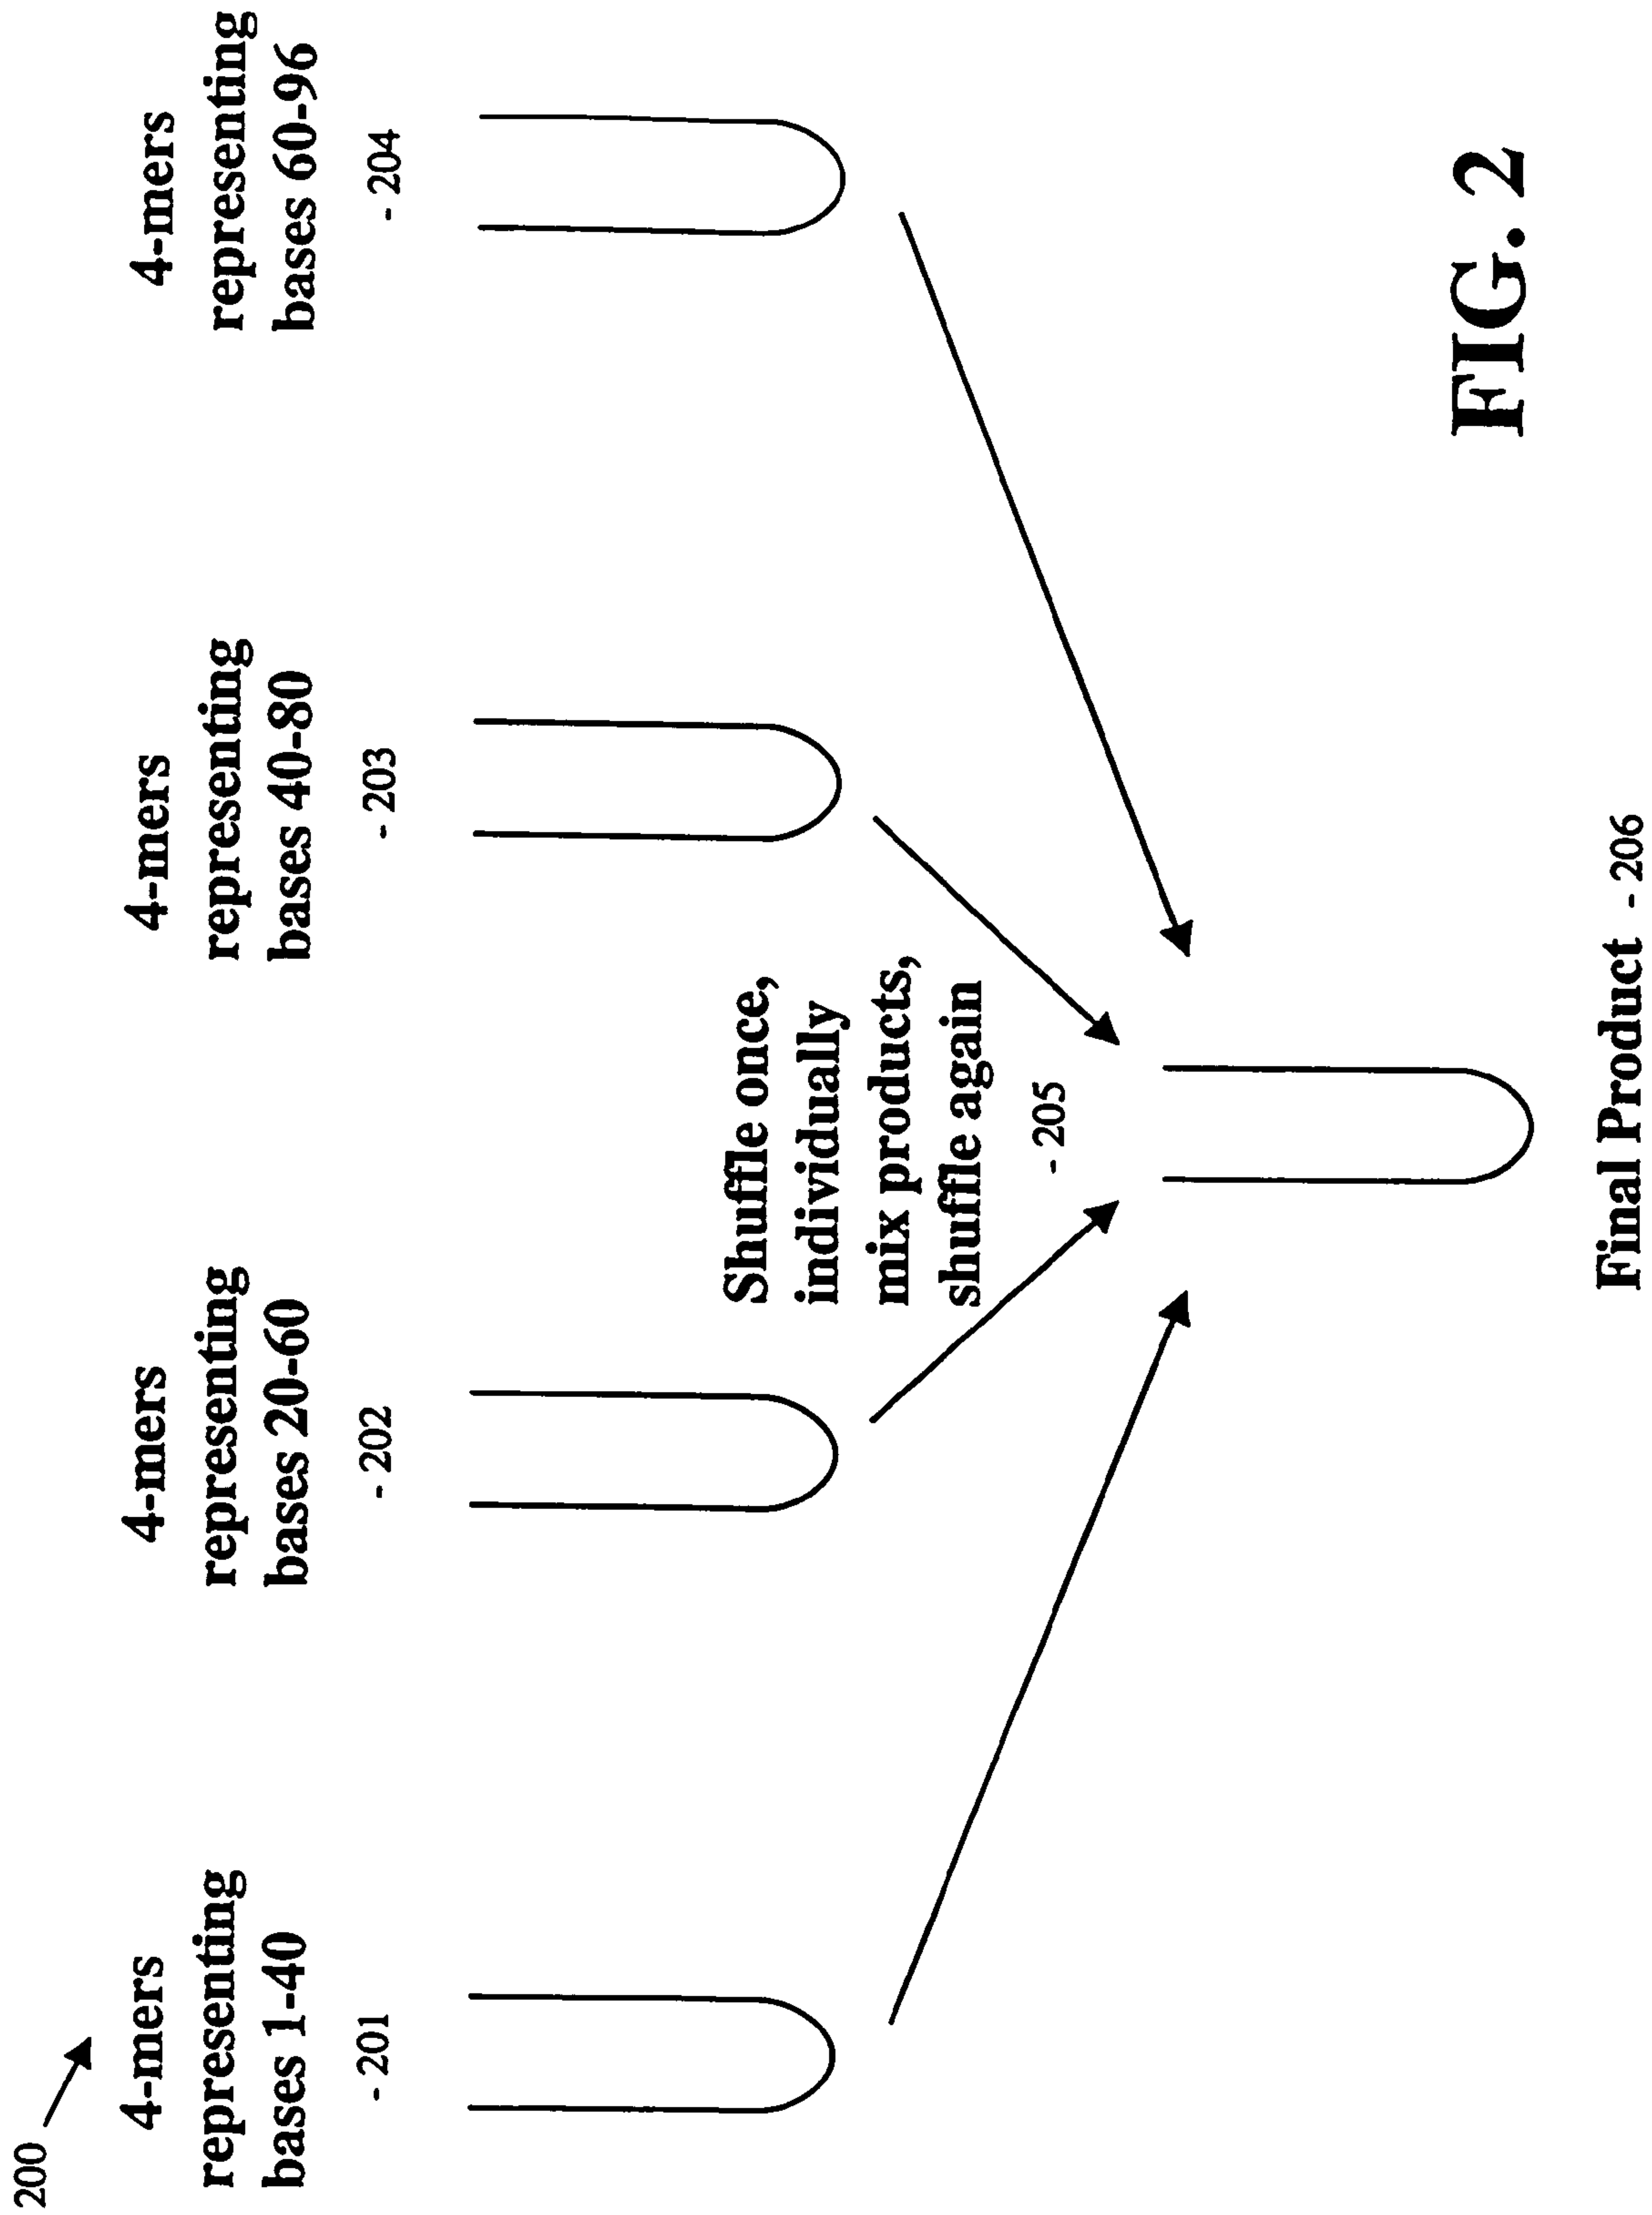 200
4-mers
representing
bases 1-40
- 201
4-mers
representing
bases 20-60
- 202
4-mers
representing
bases 40-80
- 203
4-mers
representing
bases 60-96
- 204
Shuffle once,
individually
mix products,
shuffle again
- 205
Final Product - 206
FIG. 2